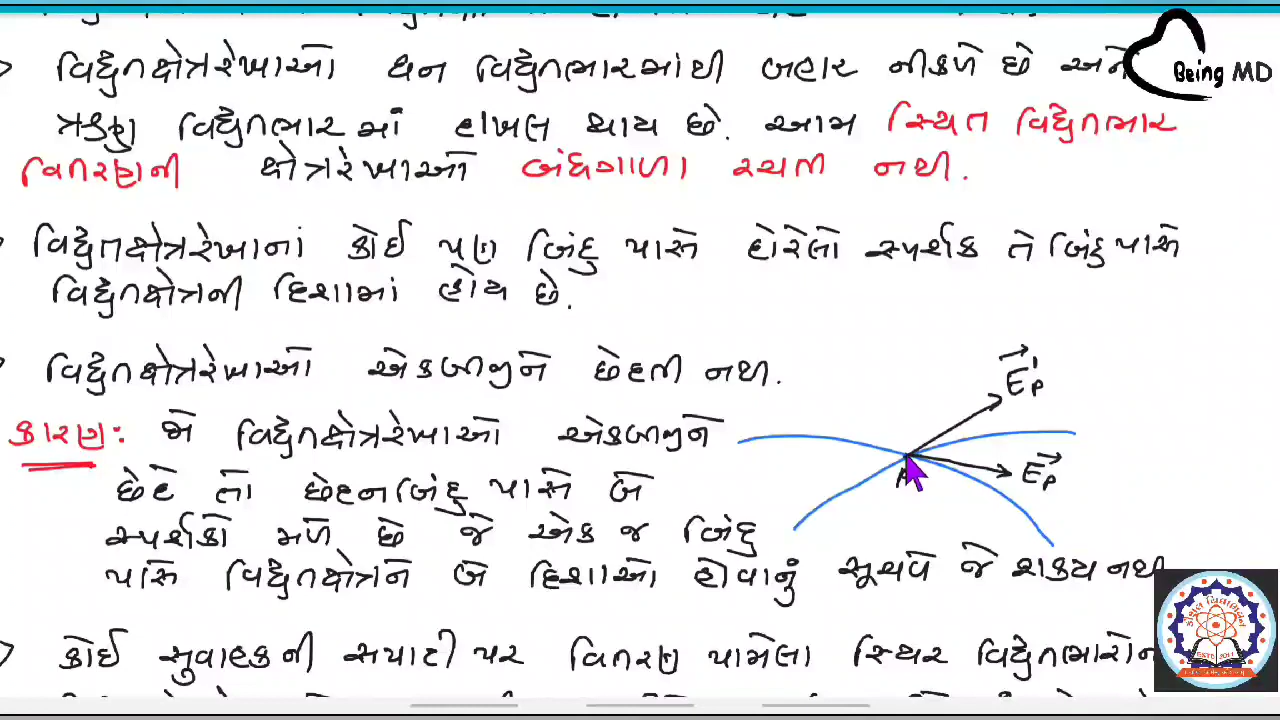 વિદ્યુતક્ષેત્રરેખાઓ ધન વિદ્યુતભારમાંથી બહાર નીકળે છે અને
Being MD
ઋણ વિદ્યુતભારમાં દાખલ થાય છે. આમ સ્થિત વિદ્યુતભાર
વિતરણની ક્ષેત્રરેખાઓ બંધગાળા રચતી નથી.
વિદ્યુતક્ષેત્રરેખાનાં કોઈ પણ બિંદુ પાસે દોરેલો સ્પર્શક તે બિંદુ પાસે
વિદ્યુતક્ષેત્રની દિશામાં હોય છે.
વિદ્યુતક્ષેત્રરેખાઓ એકબીજીને છેદતી નથી.
E⃗'P
કારણ: જો વિદ્યુતક્ષેત્રરેખાઓ એકબીજીને
E⃗P
છેદે તો છેદનબિંદુ પાસે બે
સ્પર્શકો મળે છે જે એક જ બિંદુ
પાસે વિદ્યુતક્ષેત્રને બે દિશાઓ હોવાનું સૂચવે જે શક્ય નથી
કોઈ સુવાહકની સપાટી પર વિતરણ પામેલા સ્થિર